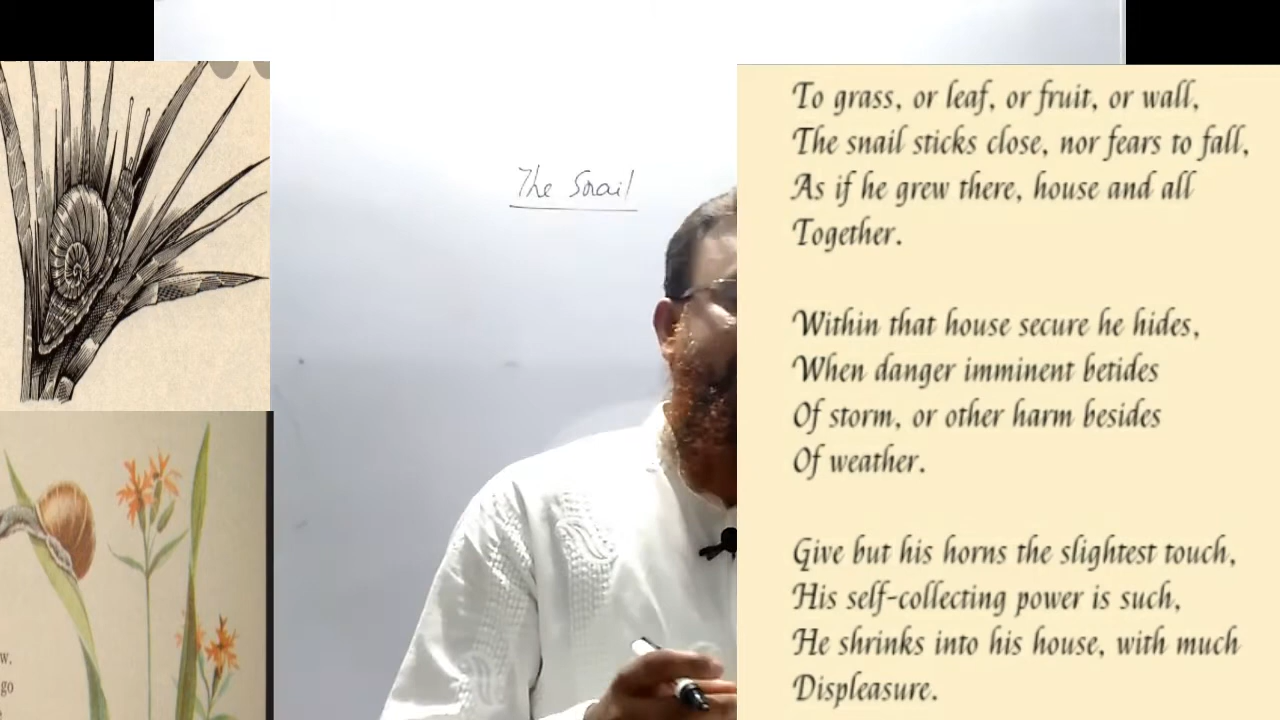 The Snail
To grass, or leaf, or fruit, or wall,
The snail sticks close, nor fears to fall,
As if he grew there, house and all
Together.
Within that house secure he hides,
When danger imminent betides
Of storm, or other harm besides
Of weather.
Give but his horns the slightest touch,
His self-collecting power is such,
He shrinks into his house, with much
Displeasure.
w.
go